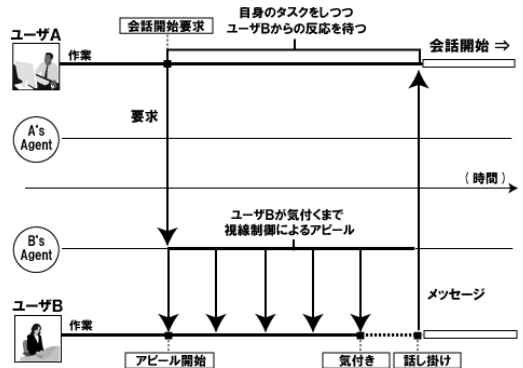 自身のタスクをしつつ
ユーザBからの反応を待つ
会話開始要求
ユーザA
作業
会話開始 ⇒
要求
A's
Agent
(時間)
ユーザBが気付くまで
視線制御によるアピール
B's
Agent
メッセージ
ユーザB
作業
アピール開始
気付き
話し掛け